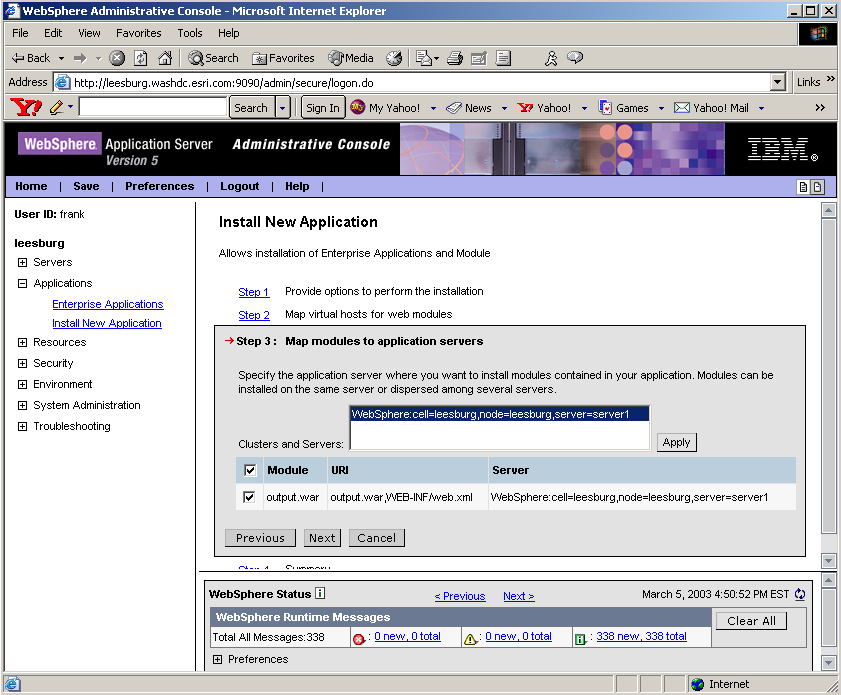 WebSphere Administrative Console - Microsoft Internet Explorer
File Edit View Favorites Tools Help
Back Search Favorites Media
Address http://leesburg.washdc.esri.com:9090/admin/secure/logon.do Links »
Y! Search Sign In My Yahoo! News Yahoo! Games Yahoo! Mail »
WebSphere. Application Server Administrative Console IBM®
Version 5
Home | Save | Preferences | Logout | Help |
User ID: frank
leesburg
Servers
Applications
Enterprise Applications
Install New Application
Resources
Security
Environment
System Administration
Troubleshooting
Install New Application
Allows installation of Enterprise Applications and Module
Step 1 Provide options to perform the installation
Step 2 Map virtual hosts for web modules
Step 3 : Map modules to application servers
Specify the application server where you want to install modules contained in your application. Modules can be
installed on the same server or dispersed among several servers.
WebSphere:cell=leesburg,node=leesburg,server=server1
Clusters and Servers: Apply
Module URI Server
output.war output.war,WEB-INF/web.xml WebSphere:cell=leesburg,node=leesburg,server=server1
Previous Next Cancel
Step 4 Summary
WebSphere Status i < Previous Next > March 5, 2003 4:50:52 PM EST
WebSphere Runtime Messages Clear All
Total All Messages:338 : 0 new, 0 total : 0 new, 0 total : 338 new, 338 total
Preferences
Internet